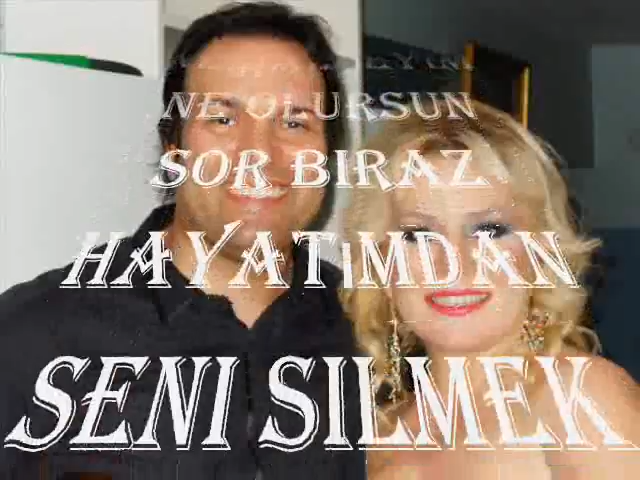 NE OLURSUN
SOR BIRAZ
HAYATiMDAN
SENI SILMEK